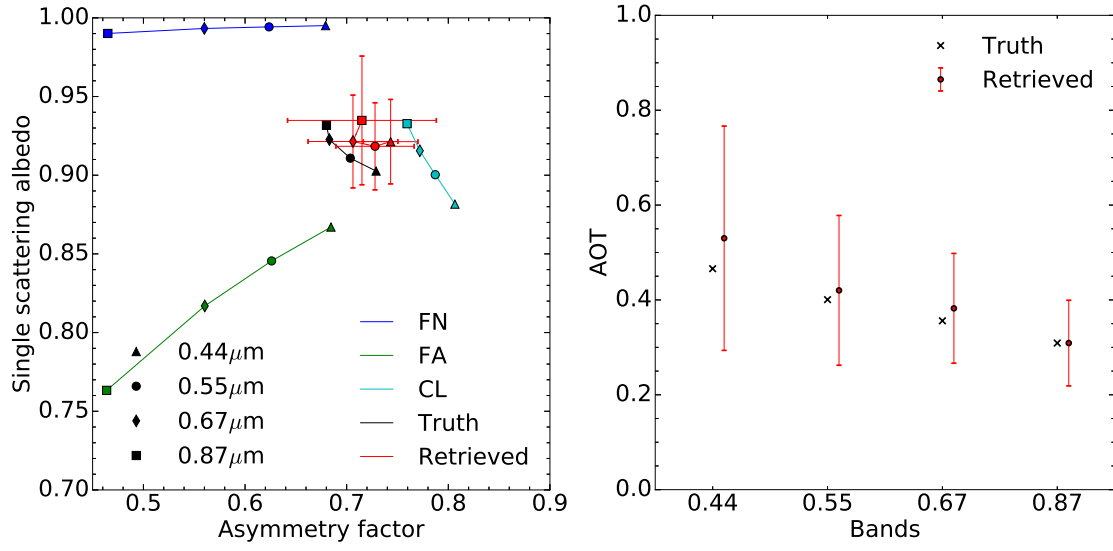 1.00
0.95
0.90
0.85
0.80
0.75
0.70
Single scattering albedo
0.5
0.6
0.7
0.8
0.9
Asymmetry factor
0.44μm
0.55μm
0.67μm
0.87μm
FN
FA
CL
Truth
Retrieved
1.0
0.8
0.6
0.4
0.2
0.0
AOT
0.44
0.55
0.67
0.87
Bands
Truth
Retrieved